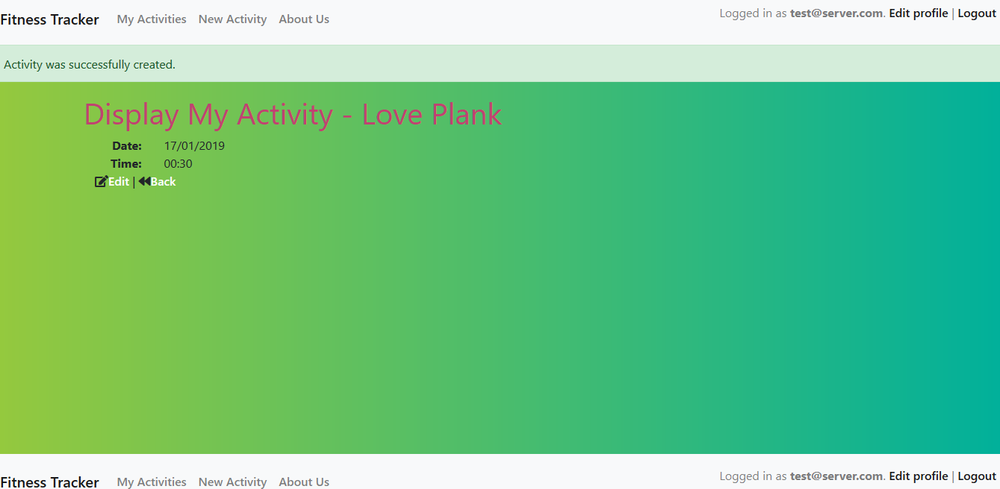 Fitness Tracker My Activities New Activity About Us Logged in as test@server.com. Edit profile | Logout
Activity was successfully created.
Display My Activity - Love Plank
Date: 17/01/2019
Time: 00:30
Edit | Back
Fitness Tracker My Activities New Activity About Us Logged in as test@server.com. Edit profile | Logout